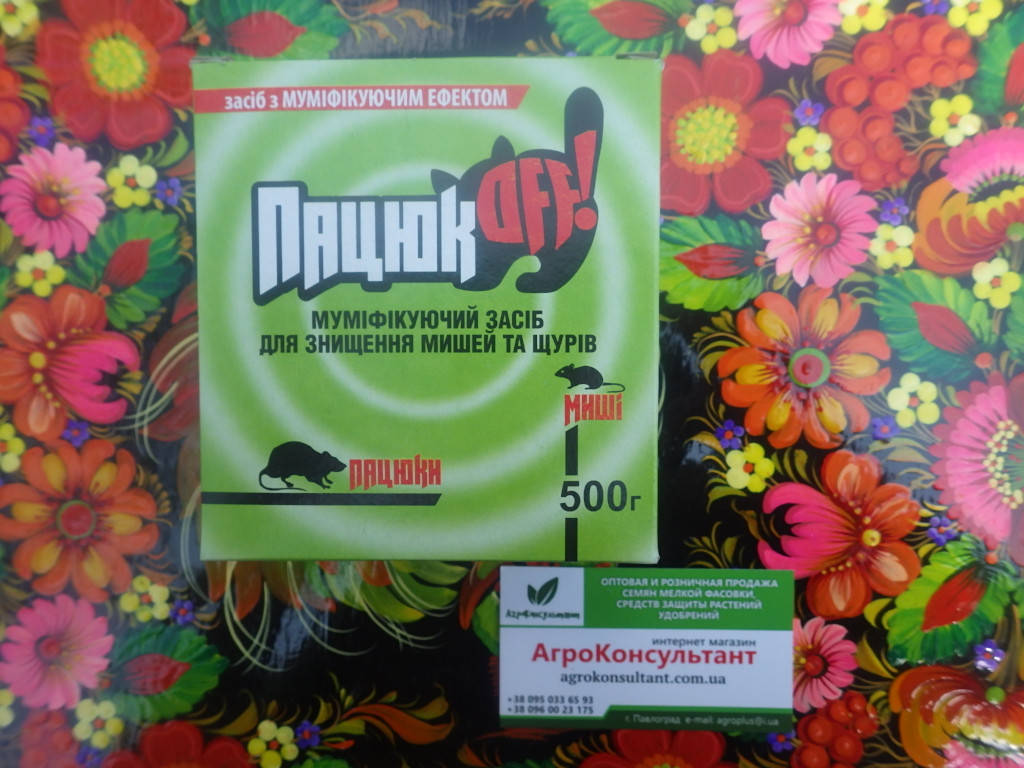 засіб з МУМІФІКУЮЧИМ ЕФЕКТОМ
ПАЦЮК OFF!
МУМІФІКУЮЧИЙ ЗАСІБ
ДЛЯ ЗНИЩЕННЯ МИШЕЙ ТА ЩУРІВ
МИШІ
ПАЦЮКИ
500г
АгроКонсультант
ОПТОВАЯ И РОЗНИЧНАЯ ПРОДАЖА
СЕМЯН МЕЛКОЙ ФАСОВКИ,
СРЕДСТВ ЗАЩИТЫ РАСТЕНИЙ
УДОБРЕНИЙ
интернет магазин
АгроКонсультант
agrokonsultant.com.ua
+38 095 033 65 93
+38 096 00 23 175
г. Павлоград e-mail: agroplus@i.ua